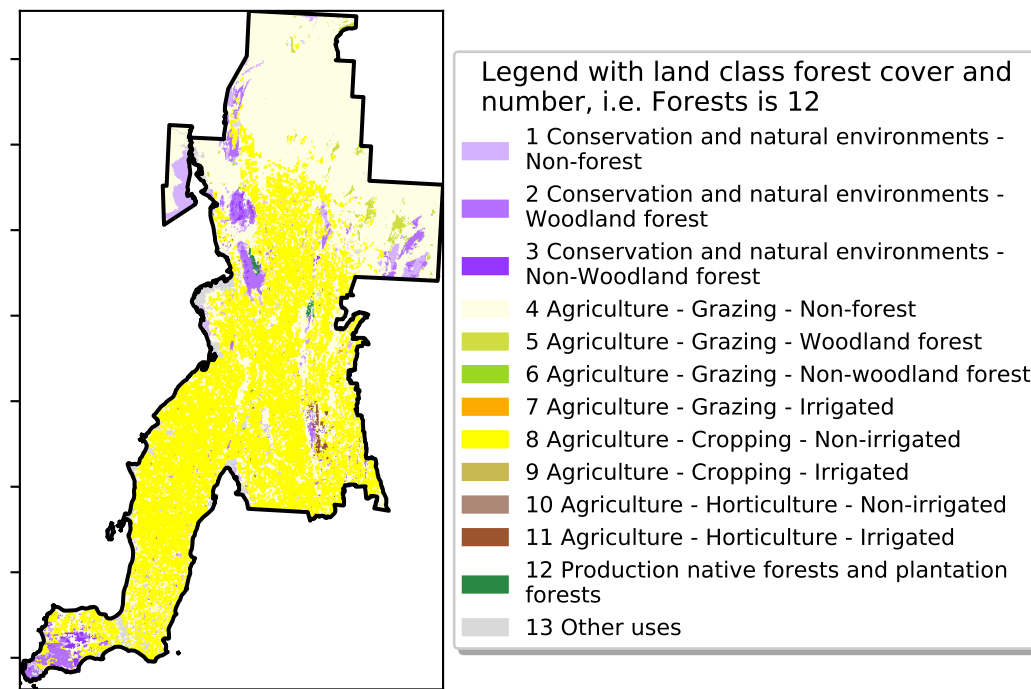 Legend with land class forest cover and
number, i.e. Forests is 12
1 Conservation and natural environments -
Non-forest
2 Conservation and natural environments -
Woodland forest
3 Conservation and natural environments -
Non-Woodland forest
4 Agriculture - Grazing - Non-forest
5 Agriculture - Grazing - Woodland forest
6 Agriculture - Grazing - Non-woodland forest
7 Agriculture - Grazing - Irrigated
8 Agriculture - Cropping - Non-irrigated
9 Agriculture - Cropping - Irrigated
10 Agriculture - Horticulture - Non-irrigated
11 Agriculture - Horticulture - Irrigated
12 Production native forests and plantation
forests
13 Other uses